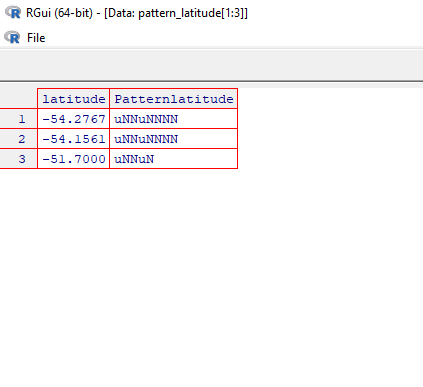 RGui (64-bit) - [Data: pattern_latitude[1:3]]
File
latitude Patternlatitude
1 -54.2767 uNNuNNNN
2 -54.1561 uNNuNNNN
3 -51.7000 uNNuN